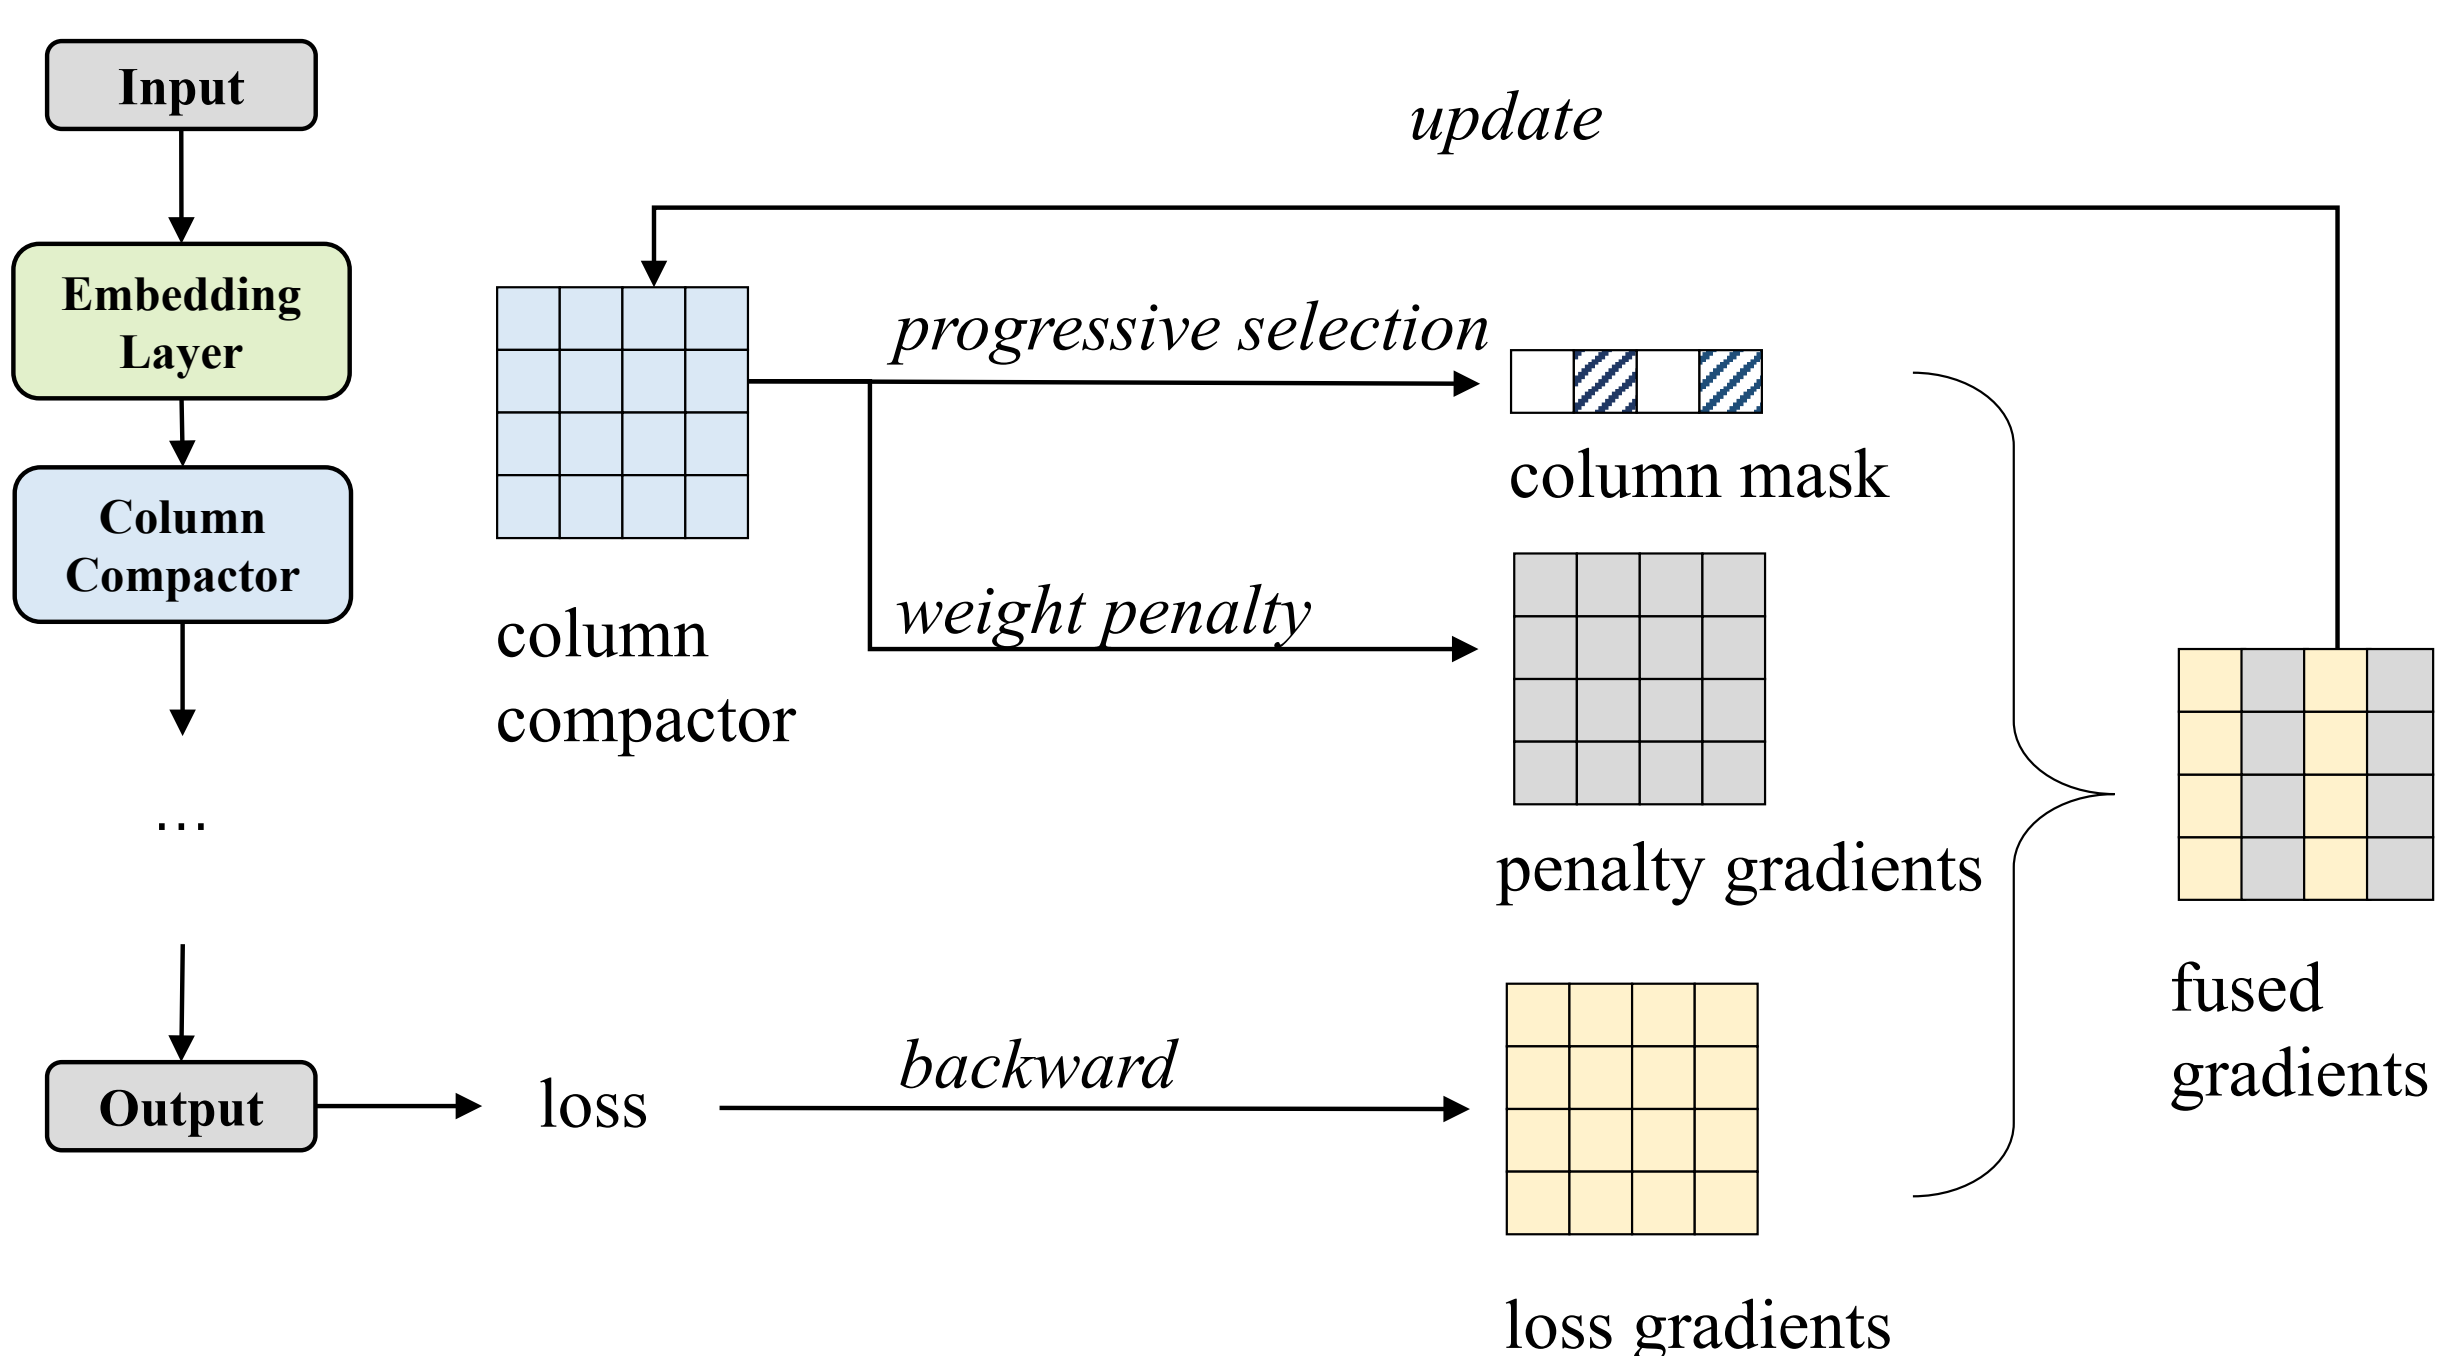 Input
Embedding
Layer
Column
Compactor
...
Output
update
progressive selection
column mask
column
compactor
weight penalty
penalty gradients
loss
backward
loss gradients
fused
gradients